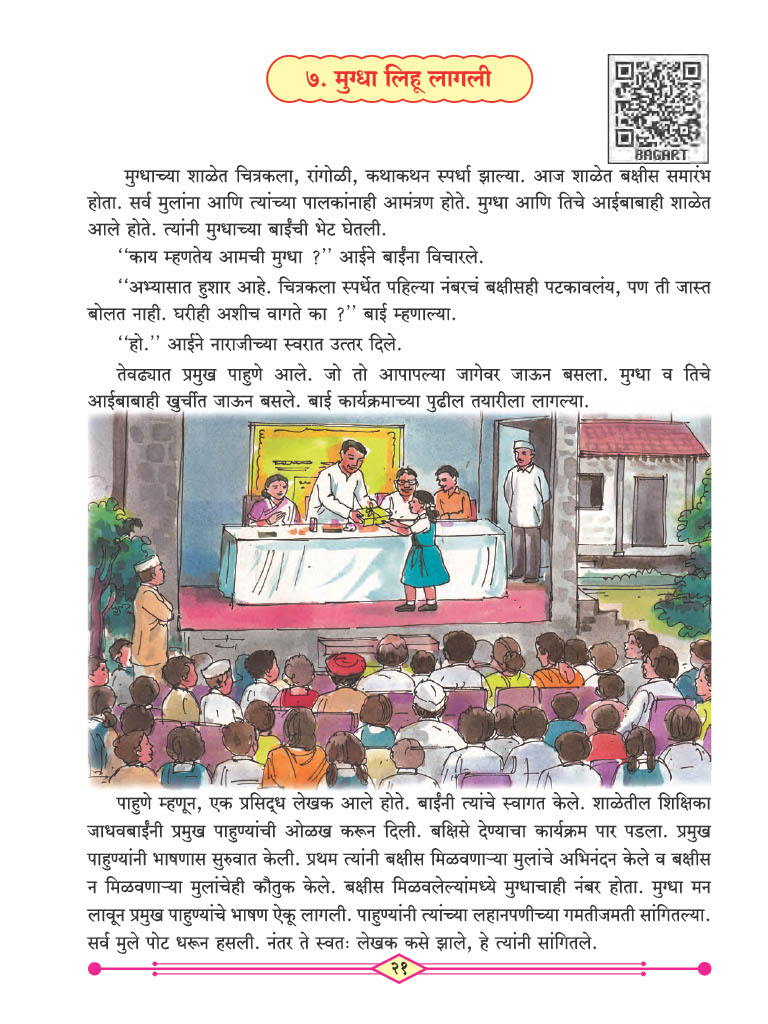 ७. मुग्धा लिहू लागली
BAGART
मुग्धाच्या शाळेत चित्रकला, रांगोळी, कथाकथन स्पर्धा झाल्या. आज शाळेत बक्षीस समारंभ
होता. सर्व मुलांना आणि त्यांच्या पालकांनाही आमंत्रण होते. मुग्धा आणि तिचे आईबाबाही शाळेत
आले होते. त्यांनी मुग्धाच्या बाईंची भेट घेतली.
‘‘काय म्हणतेय आमची मुग्धा ?’’ आईने बाईंना विचारले.
‘‘अभ्यासात हुशार आहे. चित्रकला स्पर्धेत पहिल्या नंबरचं बक्षीसही पटकावलंय, पण ती जास्त
बोलत नाही. घरीही अशीच वागते का ?’’ बाई म्हणाल्या.
‘‘हो.’’ आईने नाराजीच्या स्वरात उत्तर दिले.
तेवढ्यात प्रमुख पाहुणे आले. जो तो आपापल्या जागेवर जाऊन बसला. मुग्धा व तिचे
आईबाबाही खुर्चीत जाऊन बसले. बाई कार्यक्रमाच्या पुढील तयारीला लागल्या.
पाहुणे म्हणून, एक प्रसिद्ध लेखक आले होते. बाईंनी त्यांचे स्वागत केले. शाळेतील शिक्षिका
जाधवबाईंनी प्रमुख पाहुण्यांची ओळख करून दिली. बक्षिसे देण्याचा कार्यक्रम पार पडला. प्रमुख
पाहुण्यांनी भाषणास सुरुवात केली. प्रथम त्यांनी बक्षीस मिळवणाऱ्या मुलांचे अभिनंदन केले व बक्षीस
न मिळवणाऱ्या मुलांचेही कौतुक केले. बक्षीस मिळवलेल्यांमध्ये मुग्धाचाही नंबर होता. मुग्धा मन
लावून प्रमुख पाहुण्यांचे भाषण ऐकू लागली. पाहुण्यांनी त्यांच्या लहानपणीच्या गमतीजमती सांगितल्या.
सर्व मुले पोट धरून हसली. नंतर ते स्वतः लेखक कसे झाले, हे त्यांनी सांगितले.
२१